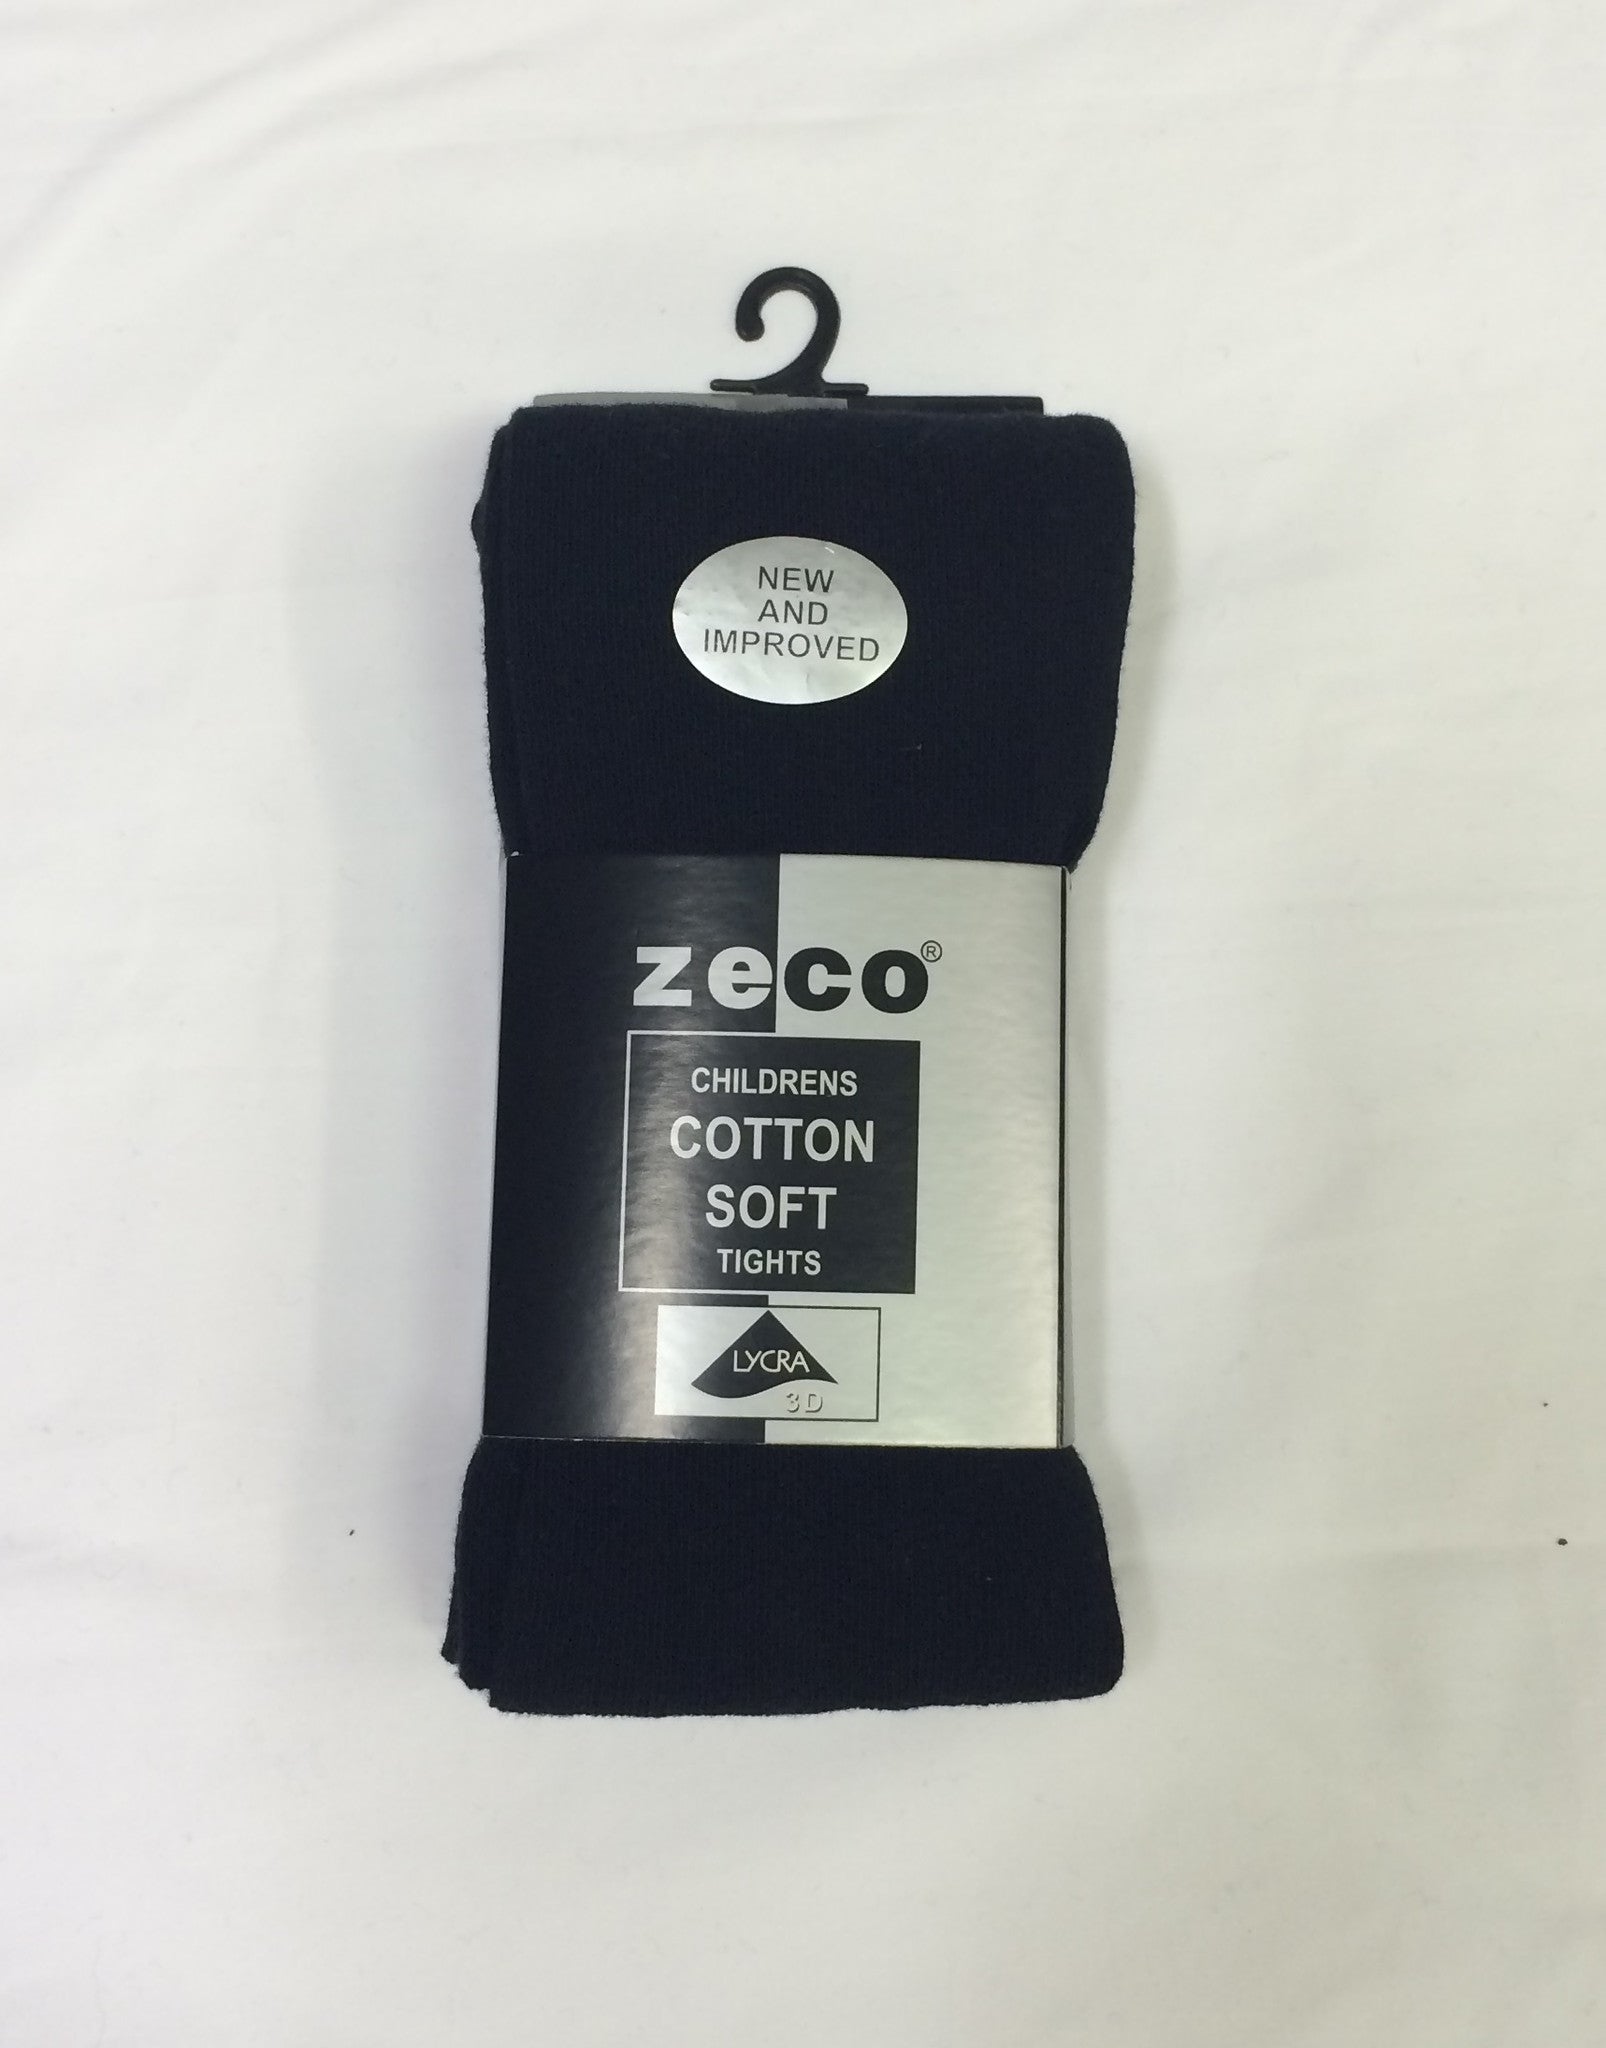 NEW
AND
IMPROVED
zeco®
CHILDRENS
COTTON
SOFT
TIGHTS
LYCRA
3D